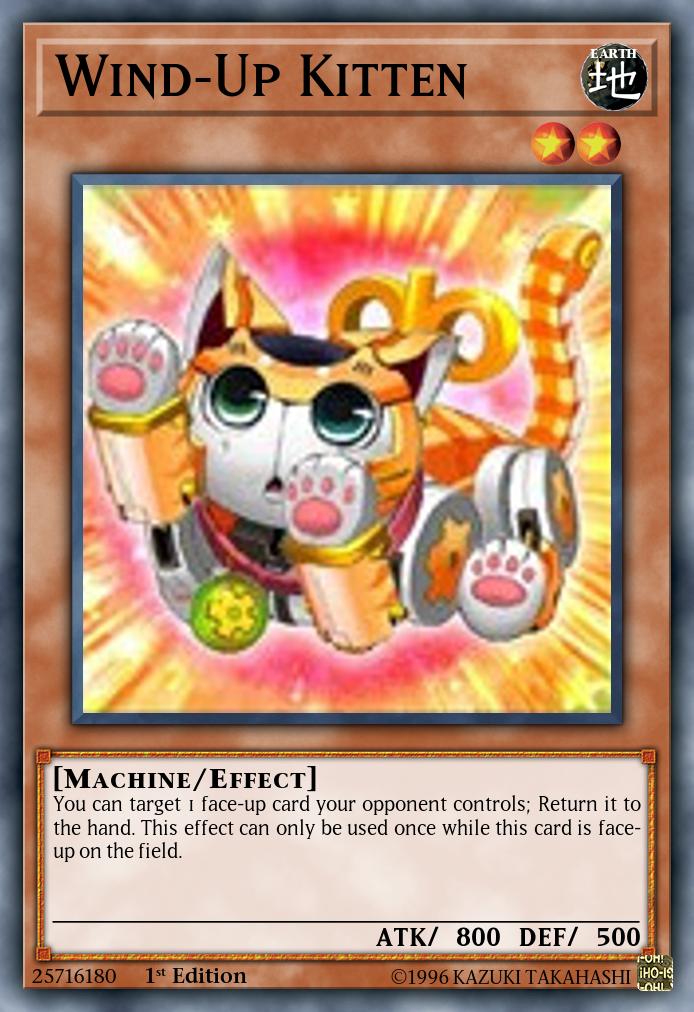 WIND-UP KITTEN
EARTH
地
[MACHINE/EFFECT]
You can target 1 face-up card your opponent controls; Return it to
the hand. This effect can only be used once while this card is face-
up on the field.
ATK/ 800 DEF/ 500
25716180 1st Edition ©1996 KAZUKI TAKAHASHI